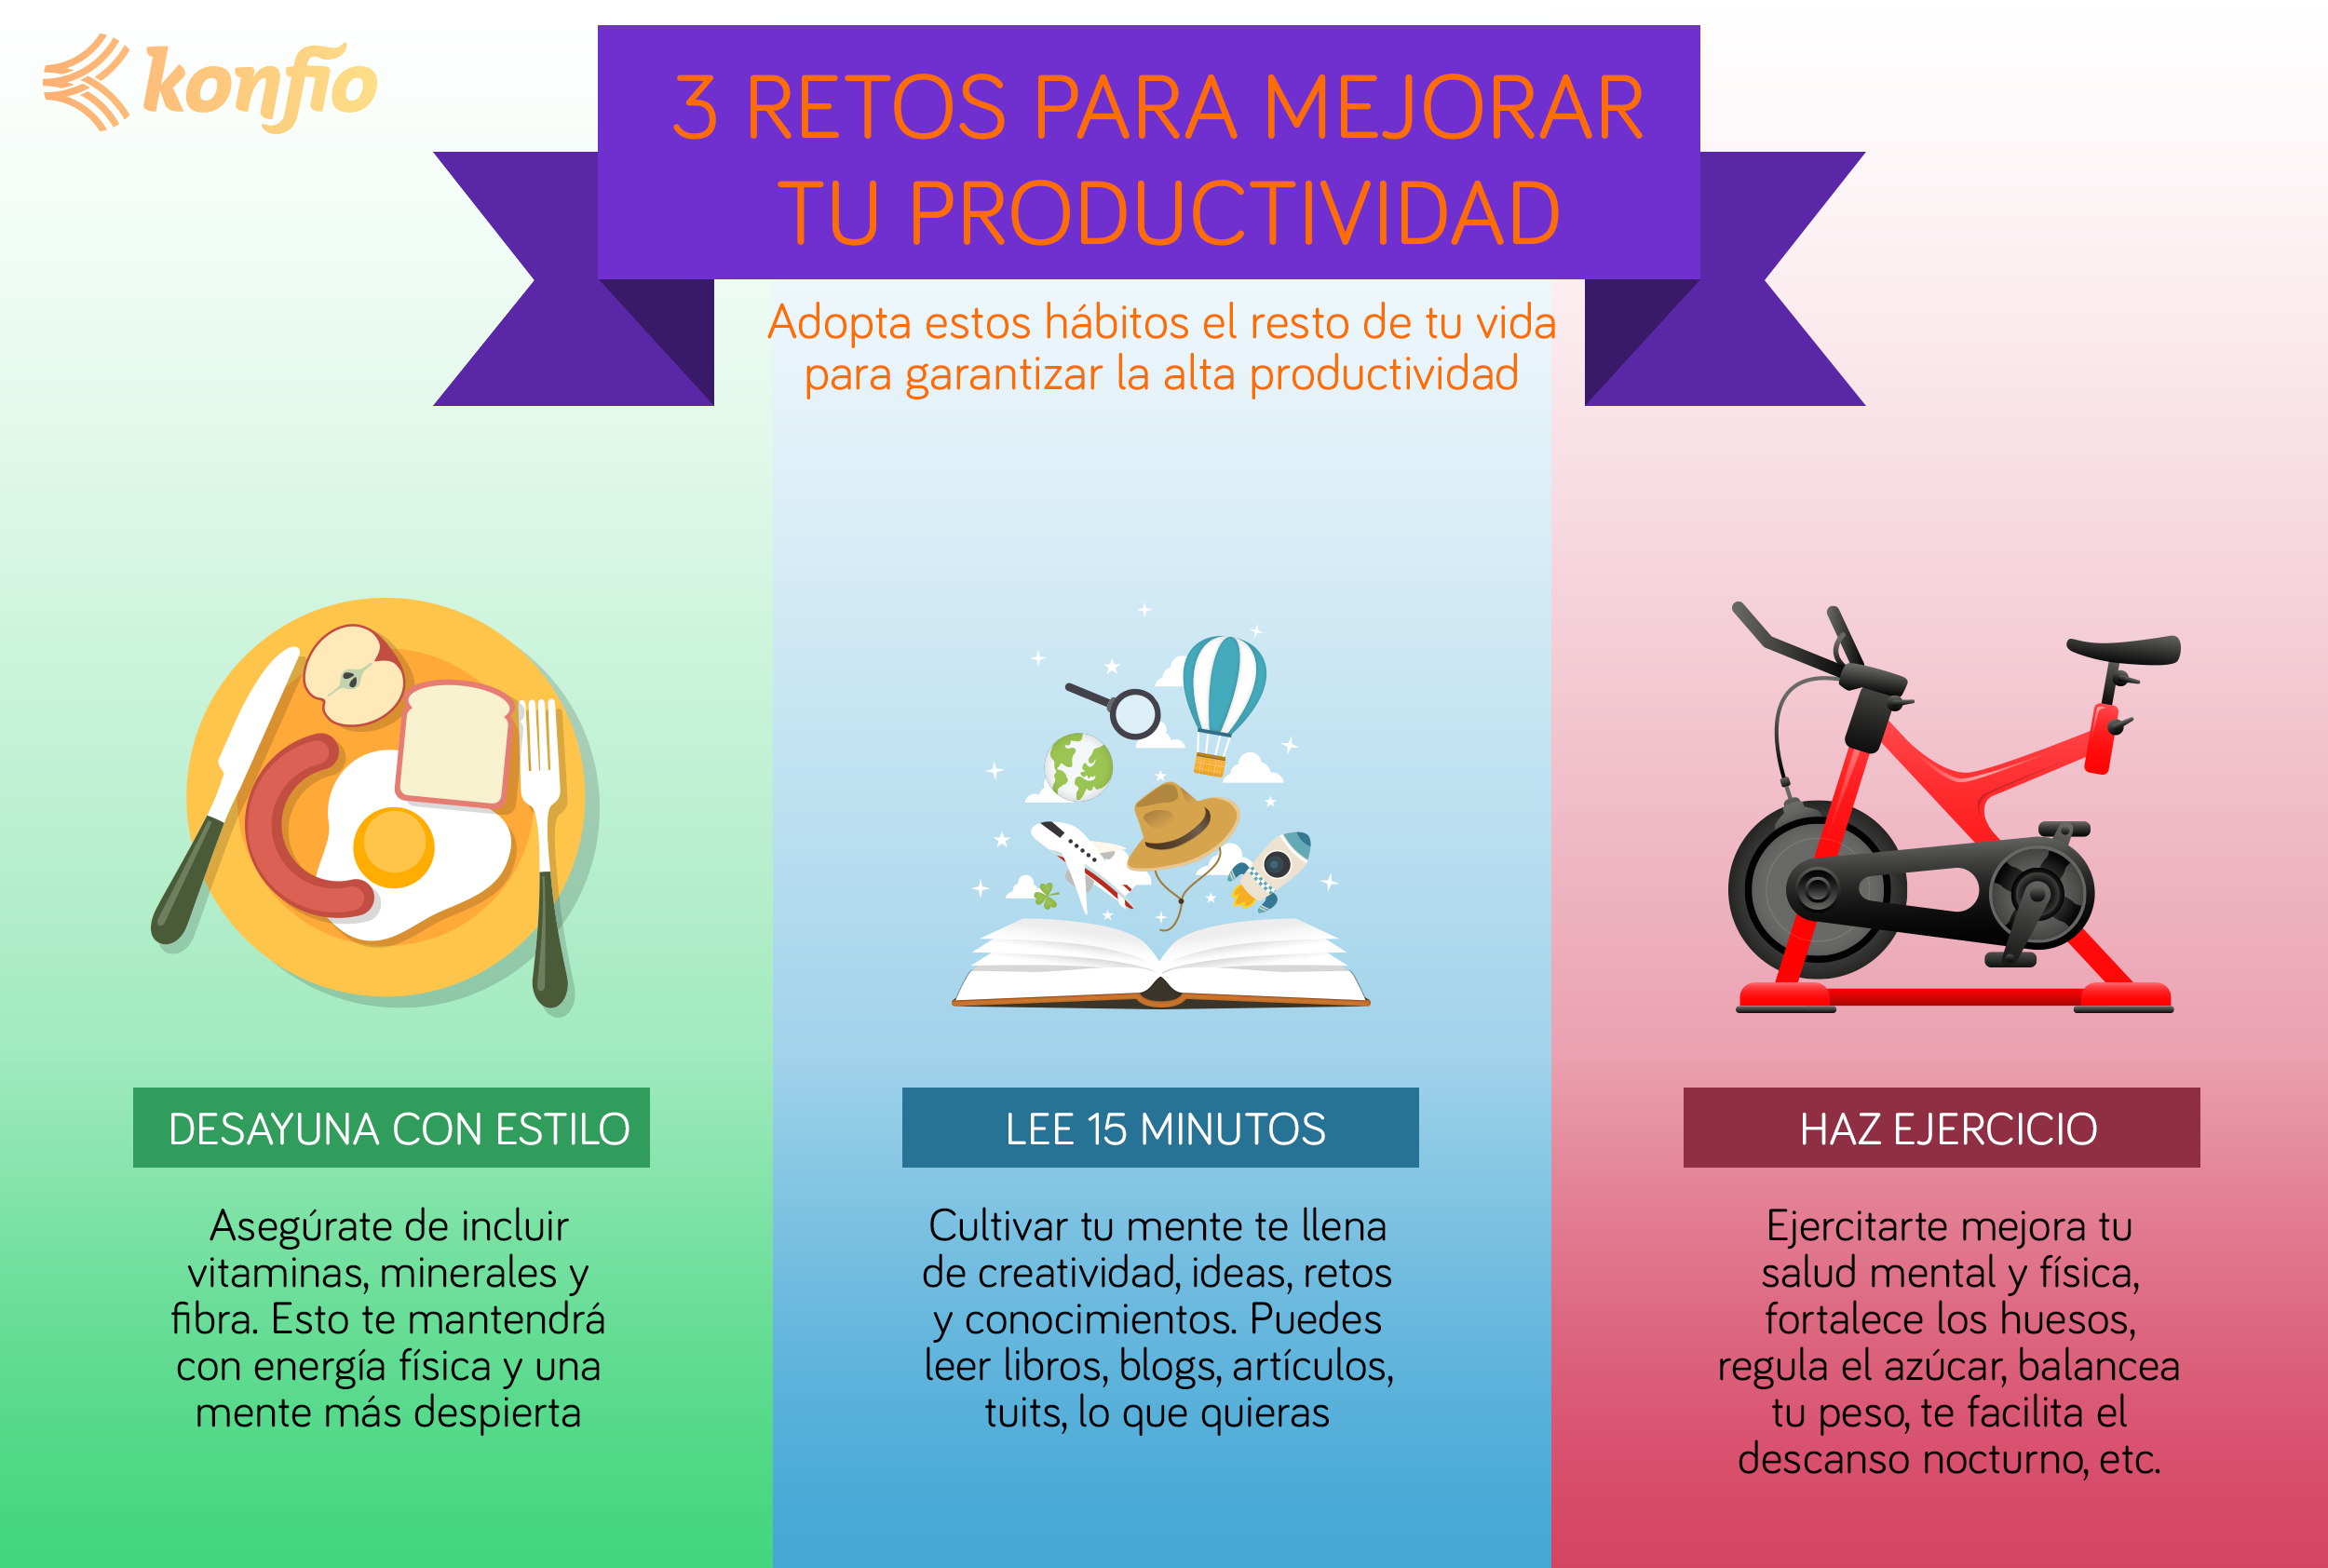 konfío
3 RETOS PARA MEJORAR
TU PRODUCTIVIDAD
Adopta estos hábitos el resto de tu vida
para garantizar la alta productividad
DESAYUNA CON ESTILO
Asegúrate de incluir
vitaminas, minerales y
fibra. Esto te mantendrá
con energía física y una
mente más despierta
LEE 15 MINUTOS
Cultivar tu mente te llena
de creatividad, ideas, retos
y conocimientos. Puedes
leer libros, blogs, artículos,
tuits, lo que quieras
HAZ EJERCICIO
Ejercitarte mejora tu
salud mental y física,
fortalece los huesos,
regula el azúcar, balancea
tu peso, te facilita el
descanso nocturno, etc.